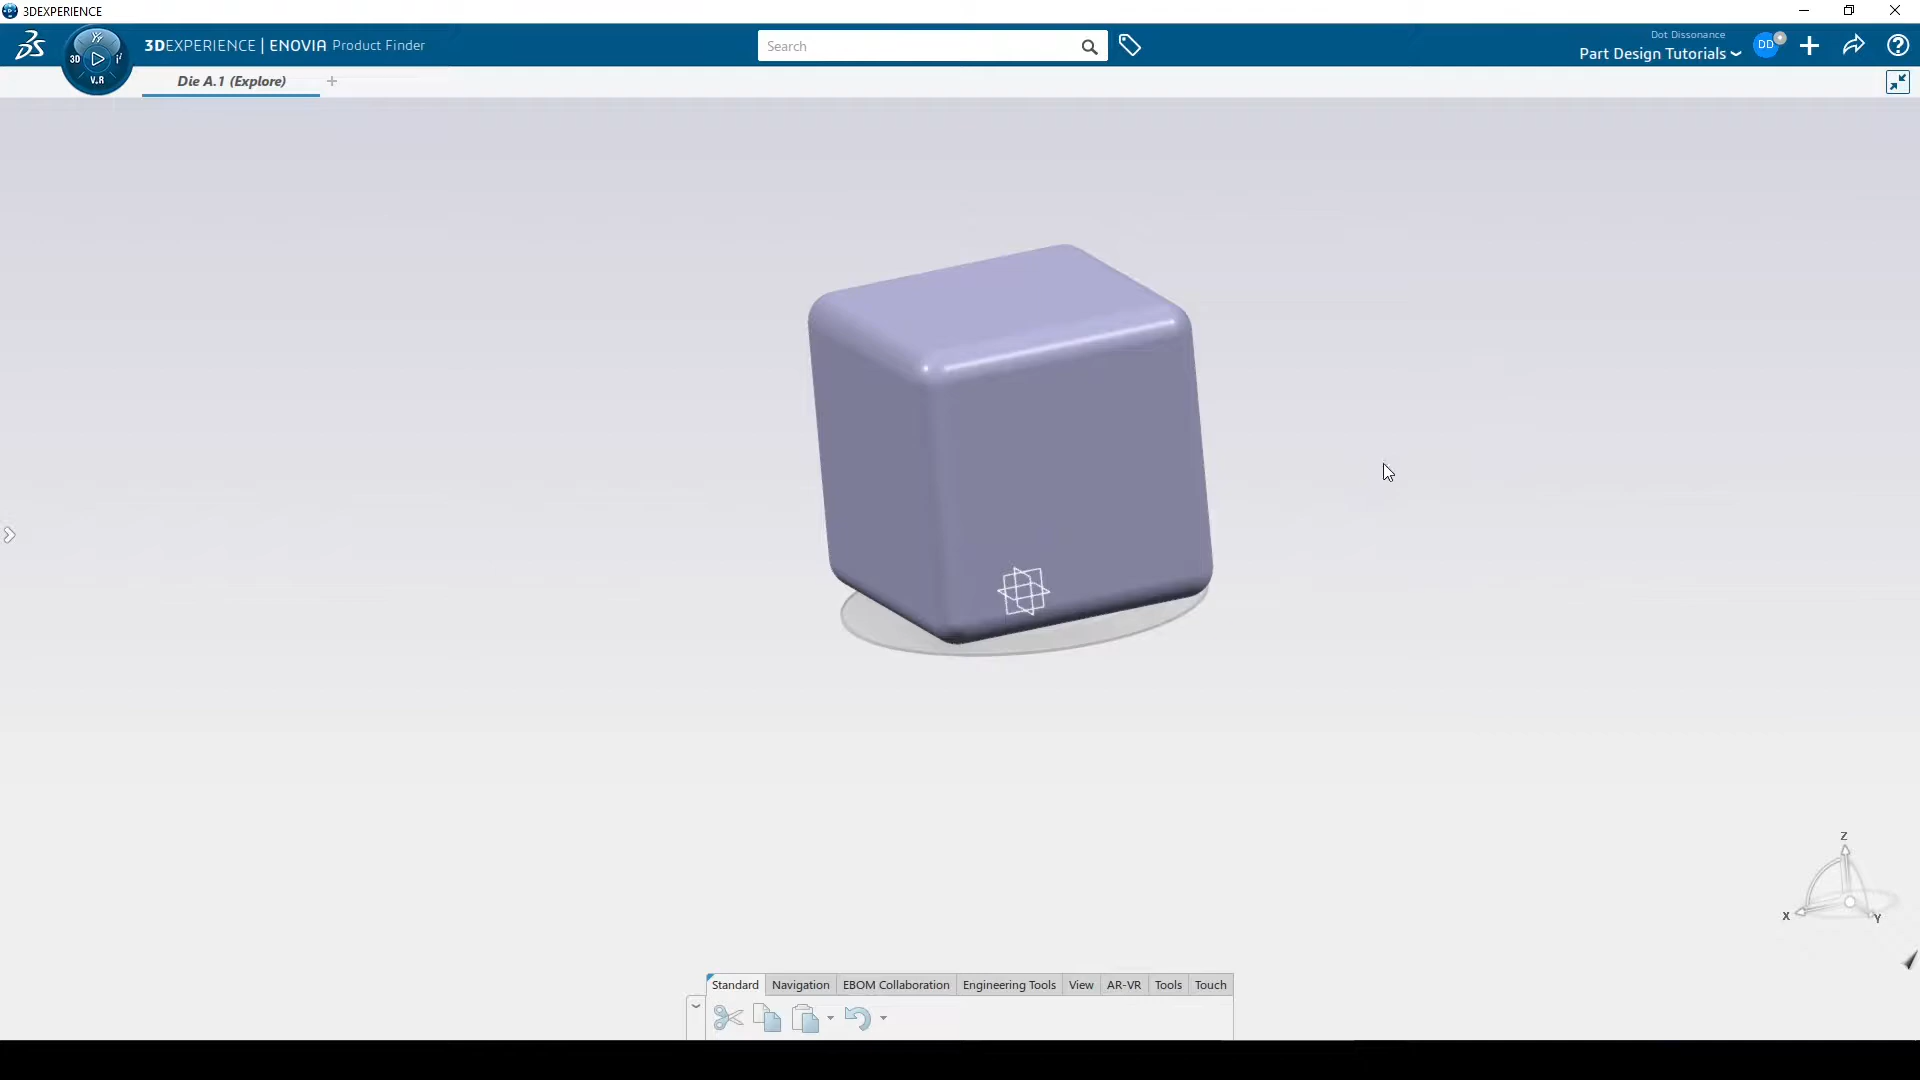 3DEXPERIENCE
3DEXPERIENCE | ENOVIA Product Finder
3D
V.R
Search
Dot Dissonance
Part Design Tutorials
DD
Die A.1 (Explore)
Z
X
Y
Standard
Navigation
EBOM Collaboration
Engineering Tools
View
AR-VR
Tools
Touch